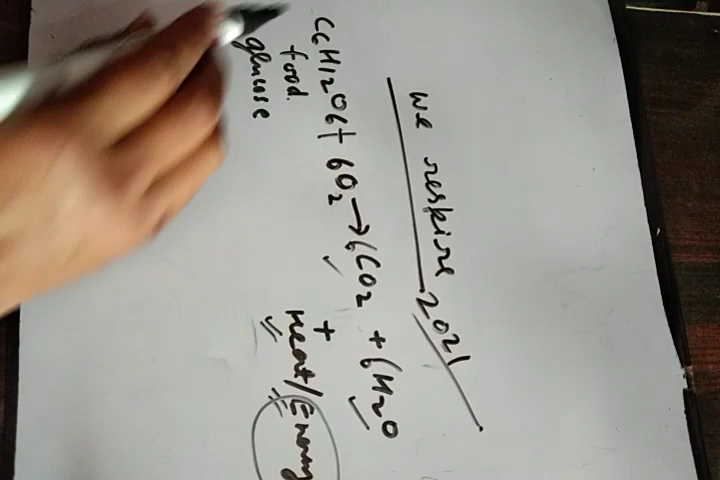 we respire 2021
C6H12O6 + 6O2 → 6CO2 + 6H2O
food.
glucose
+
Heat/Energy